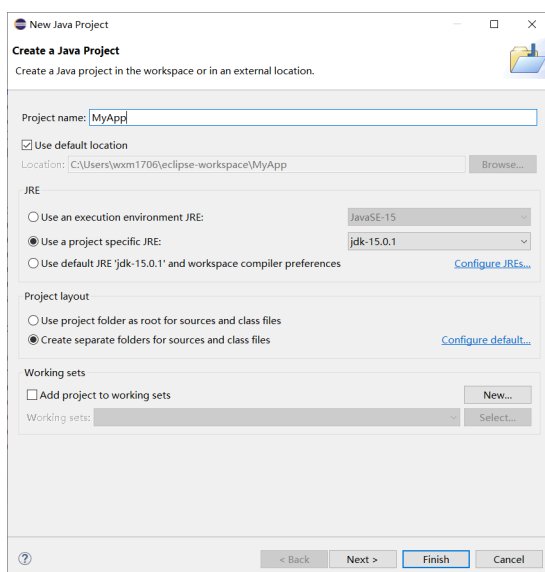 New Java Project
Create a Java Project
Create a Java project in the workspace or in an external location.
Project name: MyApp
Use default location
Location: C:\Users\wxm1706\eclipse-workspace\MyApp Browse...
JRE
Use an execution environment JRE: JavaSE-15
Use a project specific JRE: jdk-15.0.1
Use default JRE 'jdk-15.0.1' and workspace compiler preferences Configure JREs...
Project layout
Use project folder as root for sources and class files
Create separate folders for sources and class files Configure default...
Working sets
Add project to working sets New...
Working sets: Select...
? < Back Next > Finish Cancel